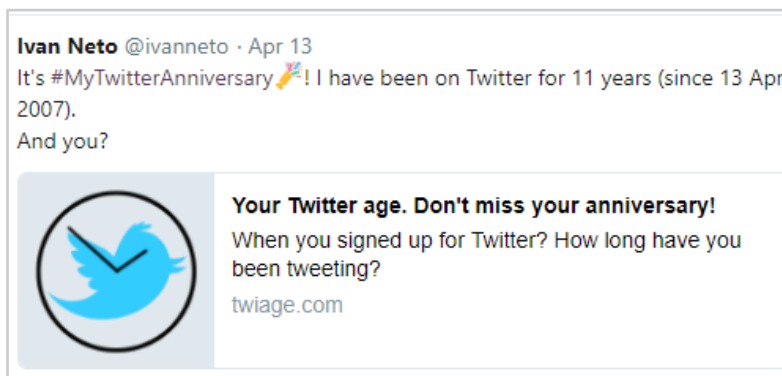 Ivan Neto @ivanneto · Apr 13
It's #MyTwitterAnniversary🎉! I have been on Twitter for 11 years (since 13 Apr
2007).
And you?
Your Twitter age. Don't miss your anniversary!
When you signed up for Twitter? How long have you
been tweeting?
twiage.com